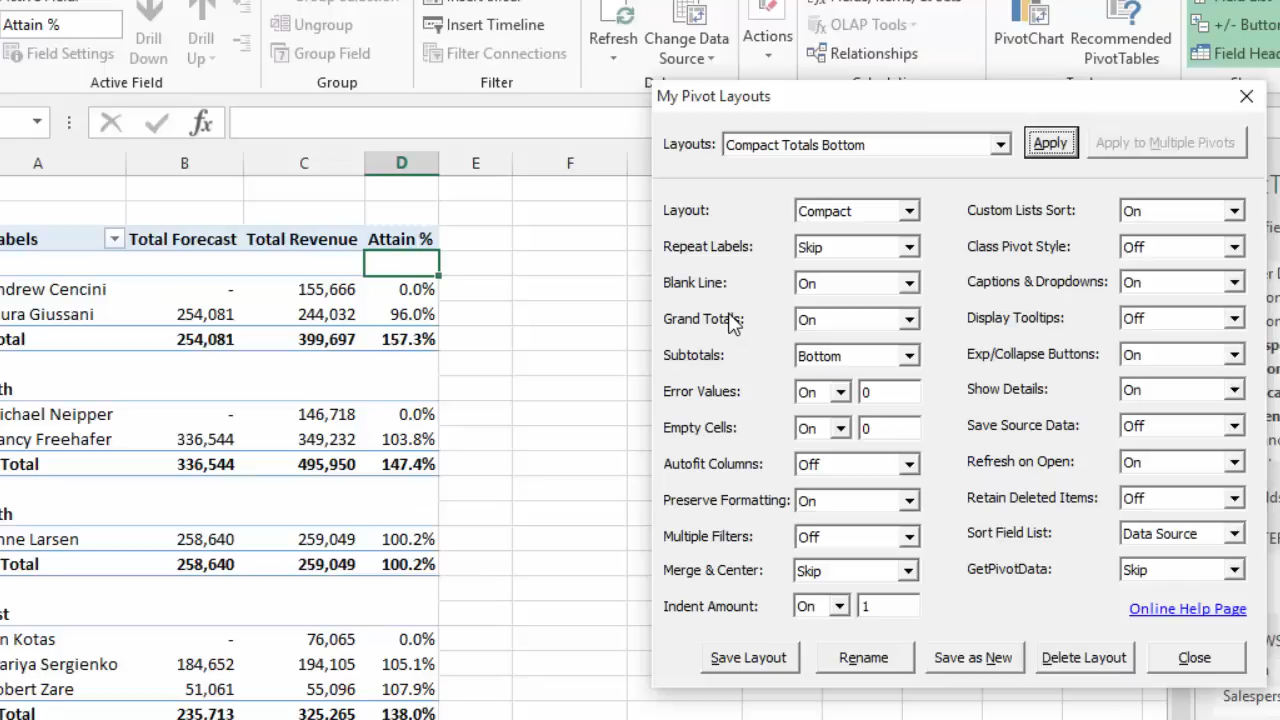 Attain %
Field Settings
Drill
Down
Drill
Up
Active Field
Ungroup
Group Field
Group
Insert Timeline
Filter Connections
Filter
Refresh
Change Data
Source
Actions
OLAP Tools
Relationships
PivotChart
Recommended
PivotTables
+/- Button
Field Head
fx
A B C D E F
abels Total Forecast Total Revenue Attain %
ndrew Cencini - 155,666 0.0%
ura Giussani 254,081 244,032 96.0%
otal 254,081 399,697 157.3%
th
ichael Neipper - 146,718 0.0%
ancy Freehafer 336,544 349,232 103.8%
Total 336,544 495,950 147.4%
th
nne Larsen 258,640 259,049 100.2%
Total 258,640 259,049 100.2%
st
n Kotas - 76,065 0.0%
ariya Sergienko 184,652 194,105 105.1%
obert Zare 51,061 55,096 107.9%
Total 235,713 325,265 138.0%
My Pivot Layouts
Layouts: Compact Totals Bottom Apply Apply to Multiple Pivots
Layout: Compact
Repeat Labels: Skip
Blank Line: On
Grand Totals: On
Subtotals: Bottom
Error Values: On 0
Empty Cells: On 0
Autofit Columns: Off
Preserve Formatting: On
Multiple Filters: Off
Merge & Center: Skip
Indent Amount: On 1
Custom Lists Sort: On
Class Pivot Style: Off
Captions & Dropdowns: On
Display Tooltips: Off
Exp/Collapse Buttons: On
Show Details: On
Save Source Data: Off
Refresh on Open: On
Retain Deleted Items: Off
Sort Field List: Data Source
GetPivotData: Skip
Online Help Page
Save Layout Rename Save as New Delete Layout Close
Salespers